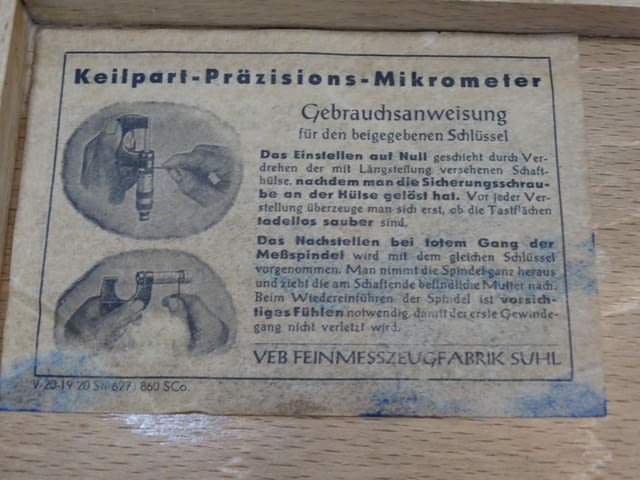 Keilpart-Präzisions-Mikrometer
Gebrauchsanweisung
für den beigegebenen Schlüssel
Das Einstellen auf Null geschieht durch Ver-
drehen der mit Längstellung versehenen Schaft-
hülse, nachdem man die Sicherungsschrau-
be an der Hülse gelöst hat. Vor jeder Ver-
stellung überzeuge man sich erst, ob die Tastflächen
tadellos sauber sind.
Das Nachstellen bei totem Gang der
Meßspindel wird mit dem gleichen Schlüssel
vorgenommen. Man nimmt die Spindel ganz heraus
und zieht die am Schaftende befindliche Mutter nach.
Beim Wiedereinführen der Spindel ist vorsich-
tiges Fühlen notwendig, damit der erste Gewinde-
gang nicht verletzt wird.
VEB FEINMESSZEUGFABRIK SUHL
V-20-19 20 Sh 627 860 SCo.